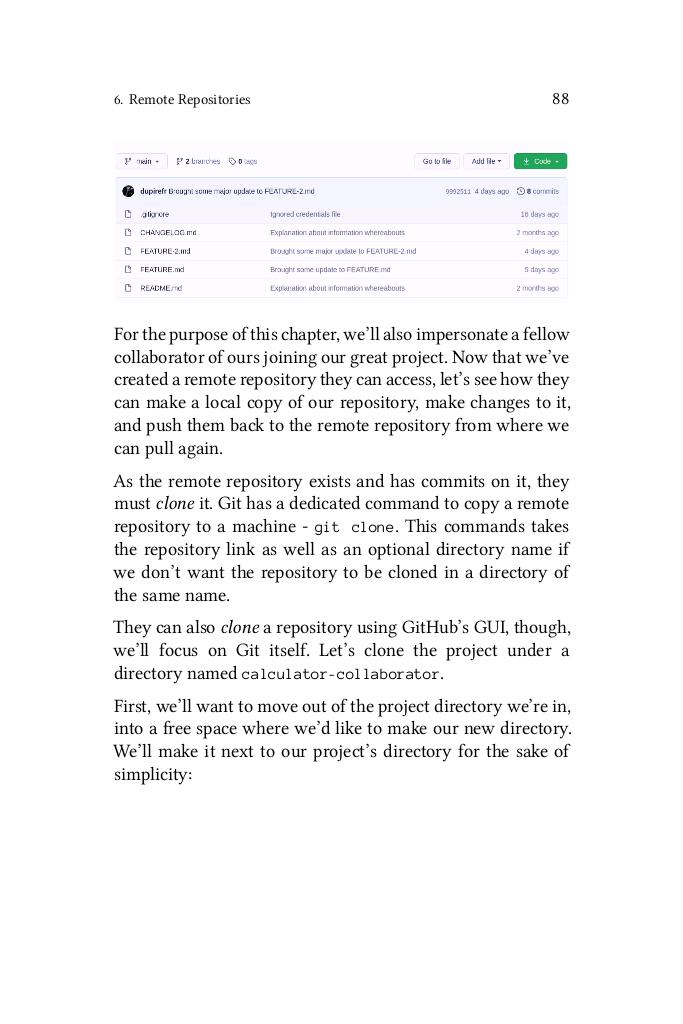 6. Remote Repositories 88
main 2 branches 0 tags Go to file Add file Code
dupirefr Brought some major update to FEATURE-2.md 9992511 4 days ago 8 commits
.gitignore Ignored credentials file 16 days ago
CHANGELOG.md Explanation about information whereabouts 2 months ago
FEATURE-2.md Brought some major update to FEATURE-2.md 4 days ago
FEATURE.md Brought some update to FEATURE.md 5 days ago
README.md Explanation about information whereabouts 2 months ago
For the purpose of this chapter, we'll also impersonate a fellow
collaborator of ours joining our great project. Now that we've
created a remote repository they can access, let's see how they
can make a local copy of our repository, make changes to it,
and push them back to the remote repository from where we
can pull again.
As the remote repository exists and has commits on it, they
must clone it. Git has a dedicated command to copy a remote
repository to a machine - git clone. This commands takes
the repository link as well as an optional directory name if
we don't want the repository to be cloned in a directory of
the same name.
They can also clone a repository using GitHub's GUI, though,
we'll focus on Git itself. Let's clone the project under a
directory named calculator-collaborator.
First, we'll want to move out of the project directory we're in,
into a free space where we'd like to make our new directory.
We'll make it next to our project's directory for the sake of
simplicity: